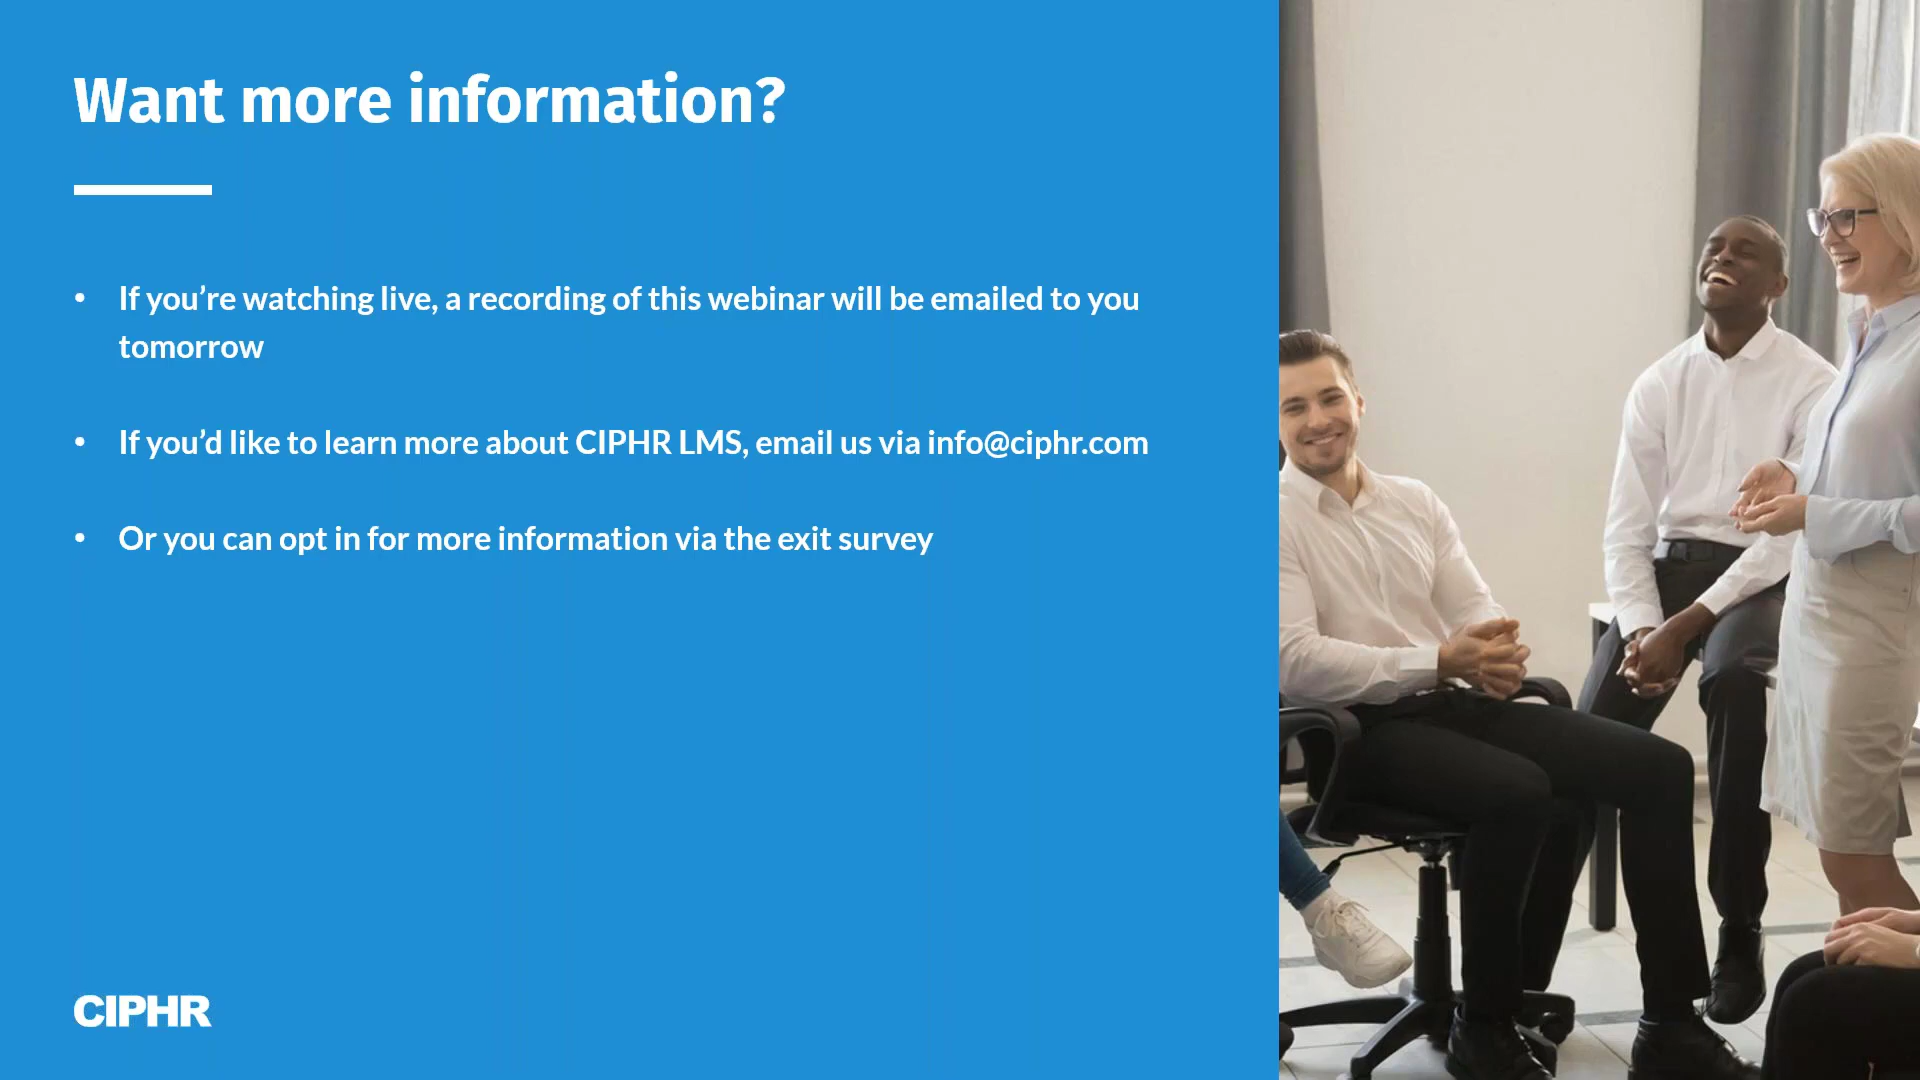 Want more information?
• If you’re watching live, a recording of this webinar will be emailed to you
tomorrow
• If you’d like to learn more about CIPHR LMS, email us via info@ciphr.com
• Or you can opt in for more information via the exit survey
CIPHR